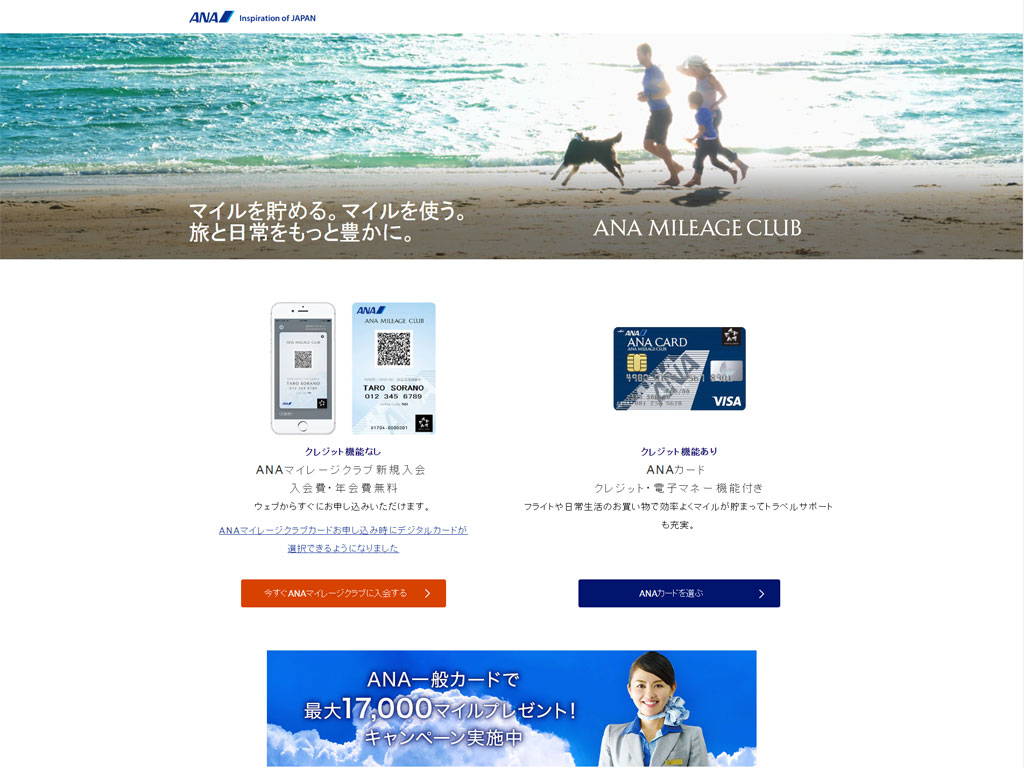 ANA Inspiration of JAPAN
マイルを貯める。マイルを使う。
旅と日常をもっと豊かに。
ANA MILEAGE CLUB
ANA MILEAGE CLUB
TARO SORANO
012 345 6789
ANA
ANA MILEAGE CLUB
TARO SORANO
012 345 6789
ANA
ANA CARD
ANA MILEAGE CLUB
VISA
クレジット機能なし
ANAマイレージクラブ新規入会
入会費・年会費無料
ウェブからすぐにお申し込みいただけます。
ANAマイレージクラブカードお申し込み時にデジタルカードが
選択できるようになりました
今すぐANAマイレージクラブに入会する
クレジット機能あり
ANAカード
クレジット・電子マネー機能付き
フライトや日常生活のお買い物で効率よくマイルが貯まってトラベルサポート
も充実。
ANAカードを選ぶ
ANA一般カードで
最大17,000マイルプレゼント!
キャンペーン実施中